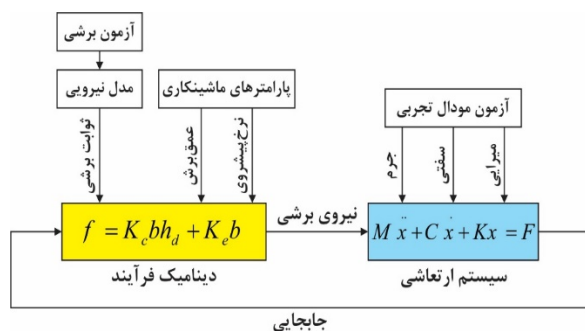 آزمون برشی
مدل نیرویی
پارامترهای ماشینکاری
آزمون مودال تجربی
ثوابت برشی
عمق برش
نرخ پیشروی
جرم
سفتی
میرایی
f = K_c b h_d + K_e b
نیروی برشی
M ẍ + C ẋ + K x = F
دینامیک فرآیند
سیستم ارتعاشی
جابجایی